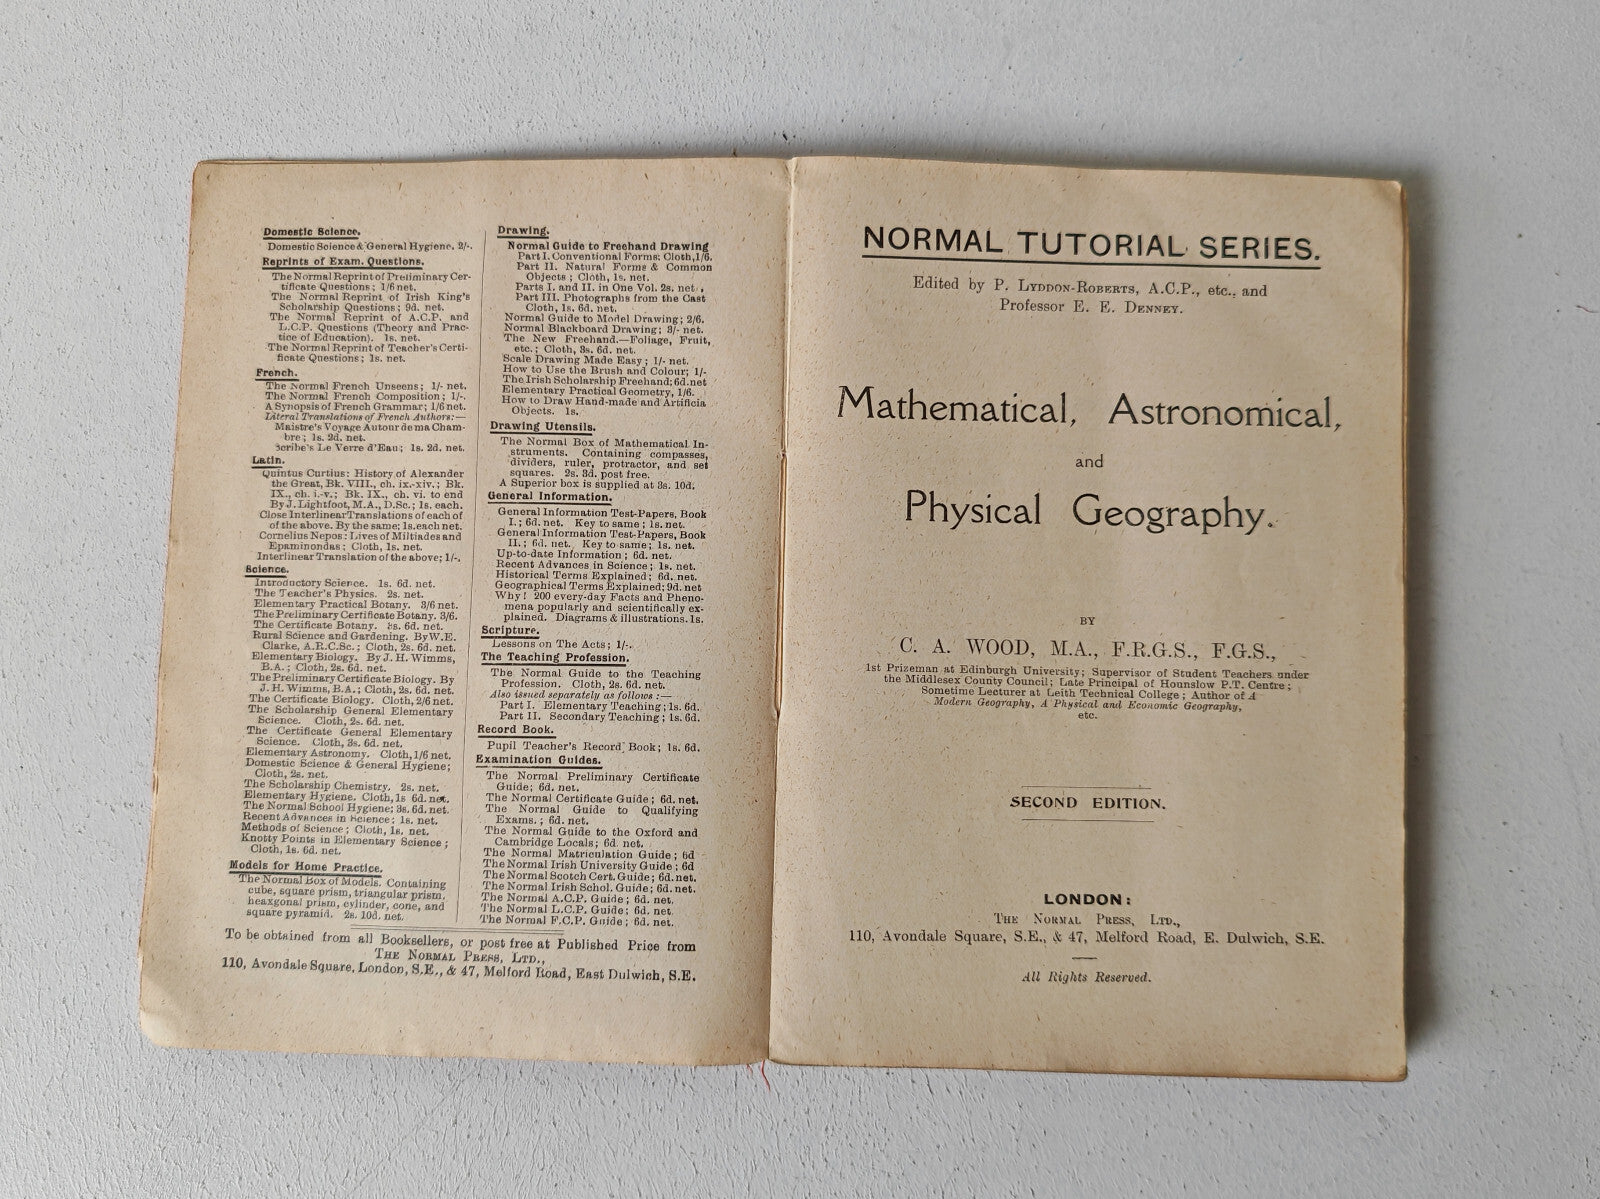 Domestic Science.
Domestic Science & General Hygiene. 2/-.
Reprints of Exam. Questions.
The Normal Reprint of Preliminary Cer-
tificate Questions; 1/6 net.
The Normal Reprint of Irish King's
Scholarship Questions; 9d. net.
The Normal Reprint of A.C.P. and
L.C.P. Questions (Theory and Prac-
tice of Education). 1s. net.
The Normal Reprint of Teacher's Certi-
ficate Questions; 1s. net.
French.
The Normal French Unseens; 1/- net.
The Normal French Composition; 1/-.
A Synopsis of French Grammar; 1/6 net.
Literal Translations of French Authors:—
Maistre's Voyage Autour de ma Cham-
bre; 1s. 2d. net.
Scribe's Le Verre d'Eau; 1s. 2d. net.
Latin.
Quintus Curtius: History of Alexander
the Great, Bk. VIII., ch. ix.-xiv.; Bk.
IX., ch. i.-v.; Bk. IX., ch. vi. to end
By J. Lightfoot, M.A., D.Sc.; 1s. each.
Close Interlinear Translations of each of
of the above. By the same; 1s. each net.
Cornelius Nepos: Lives of Miltiades and
Epaminondas; Cloth, 1s. net.
Interlinear Translation of the above; 1/-.
Science.
Introductory Science. 1s. 6d. net.
The Teacher's Physics. 2s. net.
Elementary Practical Botany. 3/6 net.
The Preliminary Certificate Botany. 3/6.
The Certificate Botany. 3s. 6d. net.
Rural Science and Gardening. By W.E.
Clarke, A.R.C.Sc.; Cloth, 2s. 6d. net.
Elementary Biology. By J. H. Wimms,
B.A.; Cloth, 2s. 6d. net.
The Preliminary Certificate Biology. By
J. H. Wimms, B.A.; Cloth, 2s. 6d. net.
The Certificate Biology. Cloth, 2/6 net.
The Scholarship General Elementary
Science. Cloth, 2s. 6d. net.
The Certificate General Elementary
Science. Cloth, 3s. 6d. net.
Elementary Astronomy. Cloth, 1/6 net.
Domestic Science & General Hygiene;
Cloth, 2s. net.
The Scholarship Chemistry. 2s. net.
Elementary Hygiene. Cloth, 1s 6d. net.
The Normal School Hygiene; 3s. 6d. net.
Recent Advances in Science; 1s. net.
Methods of Science; Cloth, 1s. net.
Knotty Points in Elementary Science;
Cloth, 1s. 6d. net.
Models for Home Practice.
The Normal Box of Models. Containing
cube, square prism, triangular prism,
heaxgonal prism, cylinder, cone, and
square pyramid. 2s. 10d. net.
Drawing.
Normal Guide to Freehand Drawing
Part I. Conventional Forms: Cloth, 1/6.
Part II. Natural Forms & Common
Objects; Cloth, 1s. net.
Parts I. and II. in One Vol. 2s. net.
Part III. Photographs from the Cast
Cloth, 1s. 6d. net.
Normal Guide to Model Drawing; 2/6.
Normal Blackboard Drawing; 3/- net.
The New Freehand.—Foliage, Fruit,
etc.; Cloth, 3s. 6d. net.
Scale Drawing Made Easy; 1/- net.
How to Use the Brush and Colour; 1/-
The Irish Scholarship Freehand; 6d. net
Elementary Practical Geometry, 1/6.
How to Draw Hand-made and Artificia
Objects. 1s.
Drawing Utensils.
The Normal Box of Mathematical In-
struments. Containing compasses,
dividers, ruler, protractor, and set
squares. 2s. 3d. post free.
A Superior box is supplied at 3s. 10d.
General Information.
General Information Test-Papers, Book
I.; 6d. net. Key to same; 1s. net.
General Information Test-Papers, Book
II.; 6d. net. Key to same; 1s. net.
Up-to-date Information; 6d. net.
Recent Advances in Science; 1s. net.
Historical Terms Explained; 6d. net.
Geographical Terms Explained; 9d. net
Why! 200 every-day Facts and Pheno-
mena popularly and scientifically ex-
plained. Diagrams & illustrations. 1s.
Scripture.
Lessons on The Acts; 1/-.
The Teaching Profession.
The Normal Guide to the Teaching
Profession. Cloth, 2s. 6d. net.
Also issued separately as follows:—
Part I. Elementary Teaching; 1s. 6d.
Part II. Secondary Teaching; 1s. 6d.
Record Book.
Pupil Teacher's Record Book; 1s. 6d.
Examination Guides.
The Normal Preliminary Certificate
Guide; 6d. net.
The Normal Certificate Guide; 6d. net.
The Normal Guide to Qualifying
Exams.; 6d. net.
The Normal Guide to the Oxford and
Cambridge Locals; 6d. net.
The Normal Matriculation Guide; 6d
The Normal Irish University Guide; 6d
The Normal Scotch Cert. Guide; 6d. net.
The Normal Irish Schol. Guide; 6d. net.
The Normal A.C.P. Guide; 6d. net.
The Normal L.C.P. Guide; 6d. net.
The Normal F.C.P. Guide; 6d. net.
To be obtained from all Booksellers, or post free at Published Price from
THE NORMAL PRESS, LTD.,
110, Avondale Square, London, S.E., & 47, Melford Road, East Dulwich, S.E.
NORMAL TUTORIAL SERIES.
Edited by P. LYDDON-ROBERTS, A.C.P., etc., and
Professor E. E. DENNEY.
Mathematical, Astronomical,
and
Physical Geography.
BY
C. A. WOOD, M.A., F.R.G.S., F.G.S.,
1st Prizeman at Edinburgh University; Supervisor of Student Teachers under
the Middlesex County Council; Late Principal of Hounslow P.T. Centre;
Sometime Lecturer at Leith Technical College; Author of A
Modern Geography, A Physical and Economic Geography,
etc.
SECOND EDITION.
LONDON:
THE NORMAL PRESS, LTD.,
110, Avondale Square, S.E., & 47, Melford Road, E. Dulwich, S.E.
All Rights Reserved.